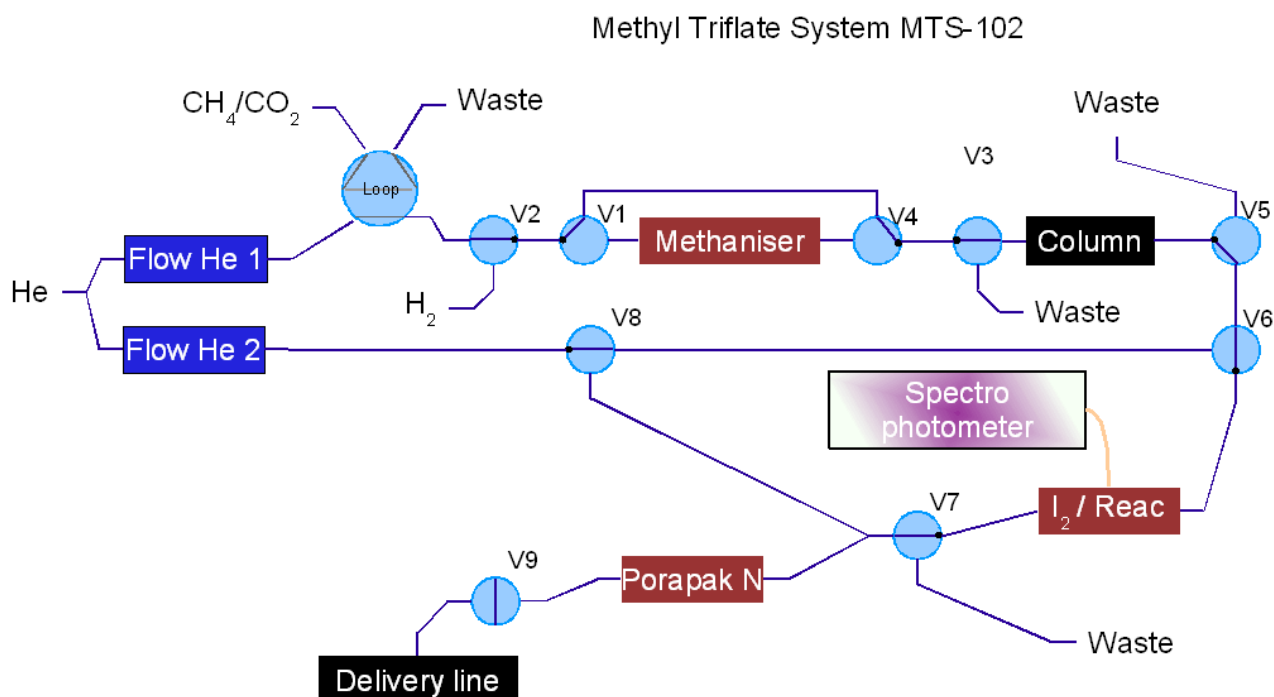 Methyl Triflate System MTS-102
CH₄/CO₂
Waste
Waste
V3
Loop
V2
V1
V4
V5
Flow He 1
Methaniser
Column
He
H₂
Waste
V8
V6
Flow He 2
Spectro
photometer
V7
I₂ / Reac
V9
Porapak N
Waste
Delivery line